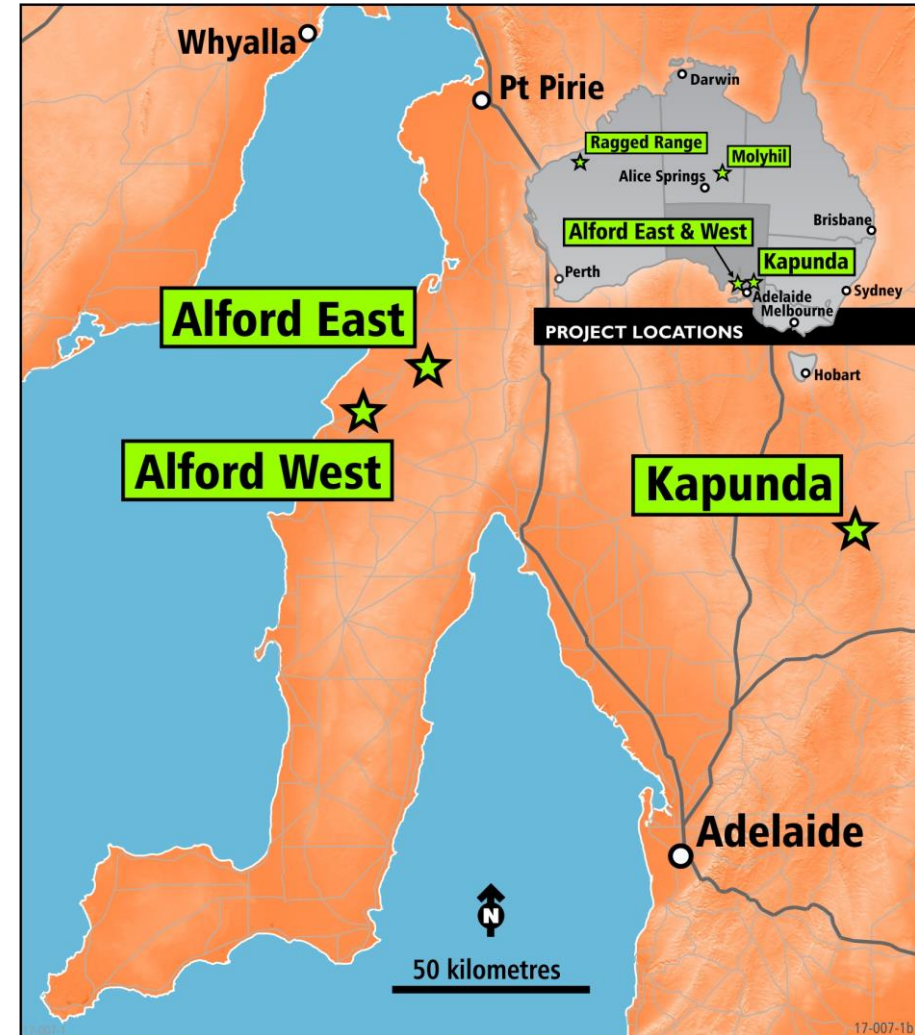 Whyalla
Pt Pirie
Darwin
Ragged Range
Molyhil
Alice Springs
Alford East & West
Brisbane
Kapunda
Perth
Adelaide
Sydney
Melbourne
PROJECT LOCATIONS
Hobart
Alford East
Alford West
Kapunda
Adelaide
N
50 kilometres
17-007-1b